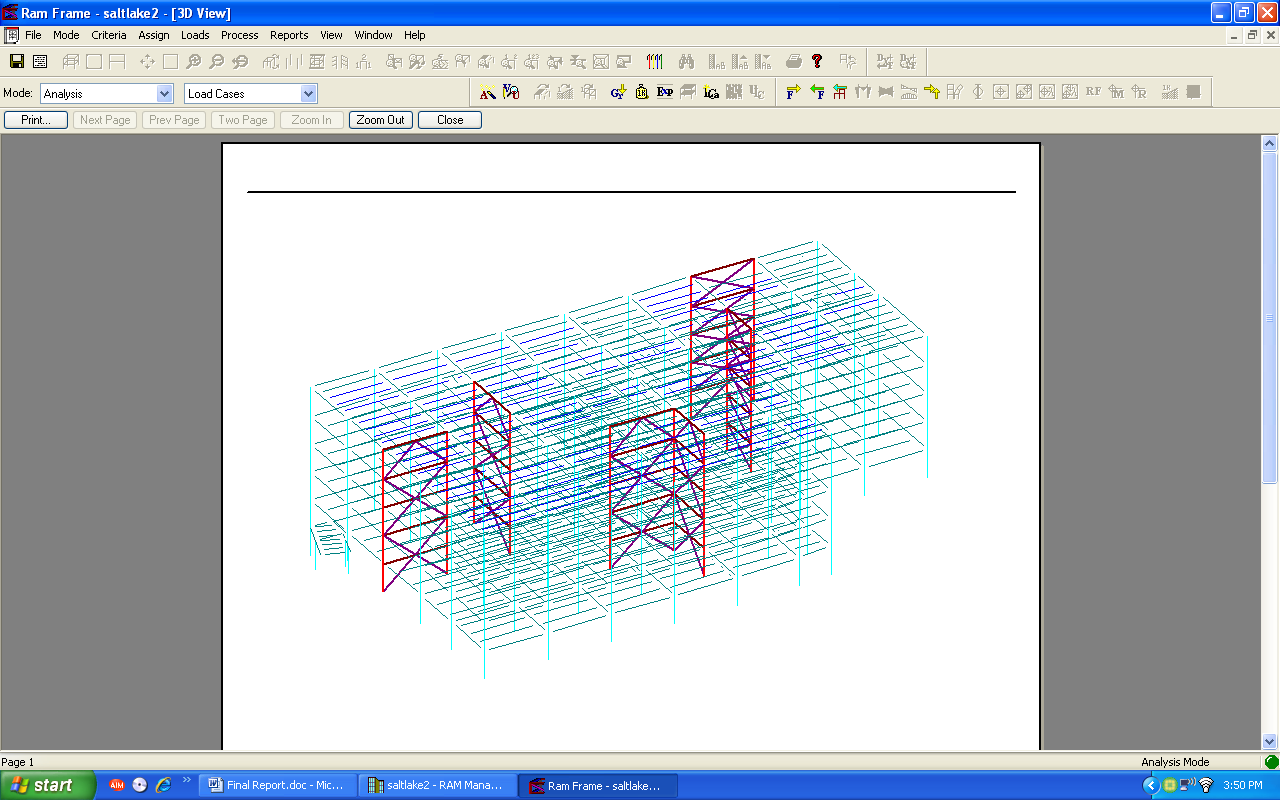 Ram Frame - saltlake2 - [3D View]
File Mode Criteria Assign Loads Process Reports View Window Help
Mode: Analysis Load Cases
Print... Next Page Prev Page Two Page Zoom In Zoom Out Close
Page 1 Analysis Mode
start AIM Final Report.doc - Mic... saltlake2 - RAM Mana... Ram Frame - saltlake... 3:50 PM